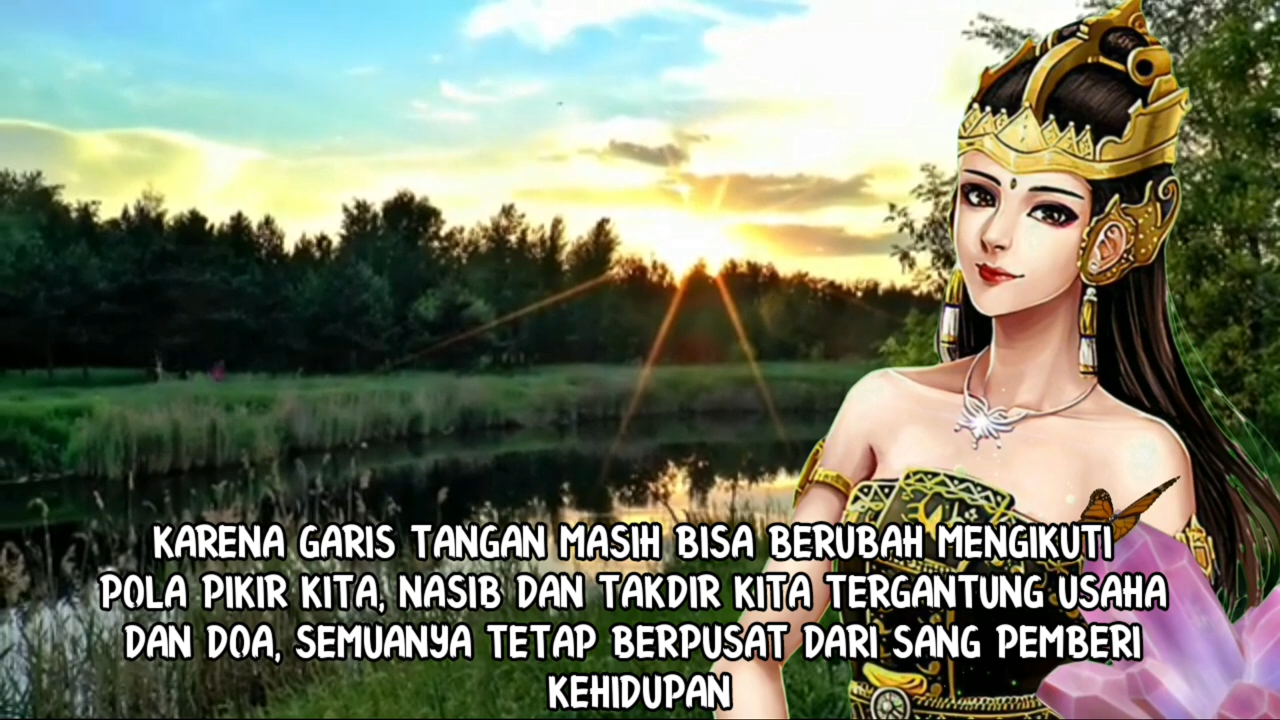 KARENA GARIS TANGAN MASIH BISA BERUBAH MENGIKUTI
POLA PIKIR KITA, NASIB DAN TAKDIR KITA TERGANTUNG USAHA
DAN DOA, SEMUANYA TETAP BERPUSAT DARI SANG PEMBERI
KEHIDUPAN